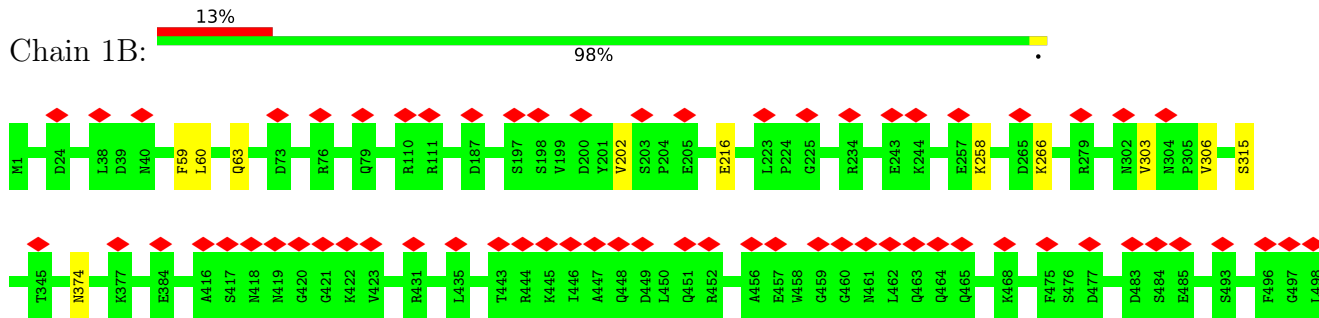 13%
Chain 1B:
98%
•
M1 D24 L38 D39 N40 F59 L60 Q63 D73 R76 Q79 R110 R111 D187 S197 S198 V199 D200 Y201 V202 S203 P204 E205 E216 L223 P224 G225 R234 E243 K244 E257 K258 D265 K266 R279 N302 V303 N304 P305 V306 S315
T345 N374 K377 E384 A416 S417 N418 N419 G420 G421 K422 V423 R431 L435 T443 R444 K445 I446 A447 Q448 D449 L450 Q451 R452 A456 E457 W458 G459 G460 N461 L462 Q463 Q464 Q465 K468 F475 S476 D477 D483 S484 E485 S493 F496 G497 L498